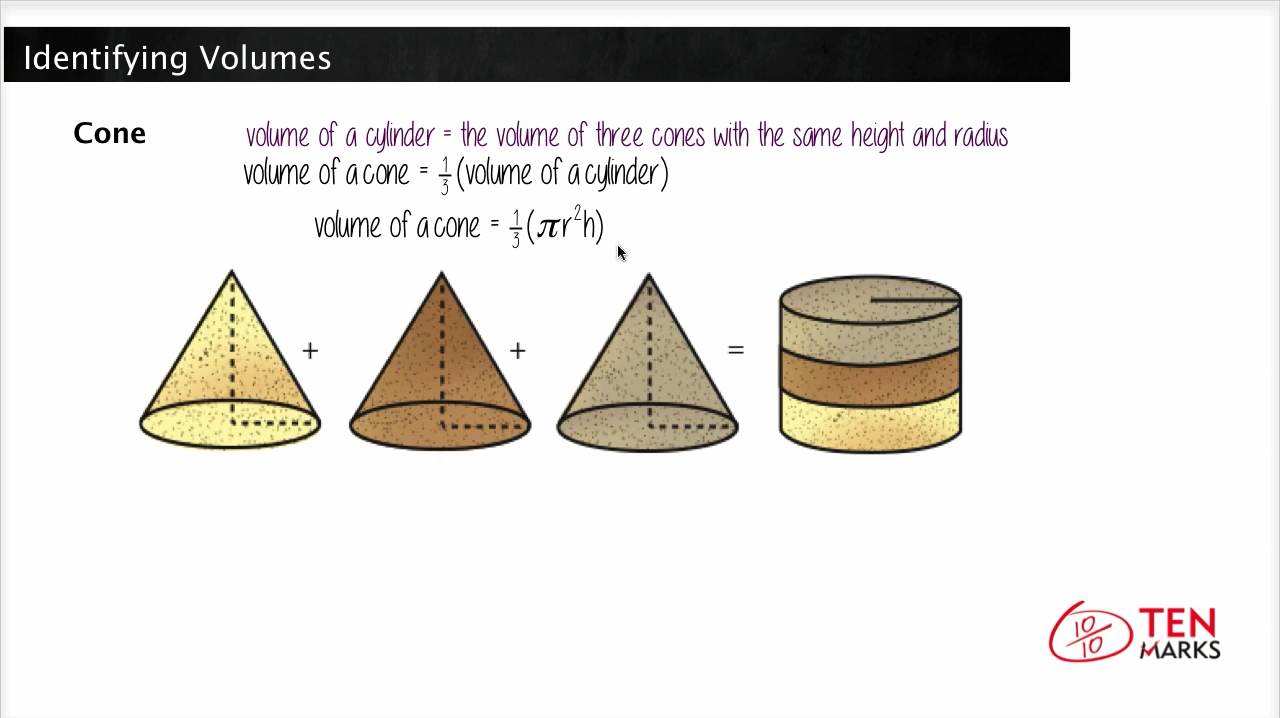 Identifying Volumes
Cone
volume of a cylinder = the volume of three cones with the same height and radius
volume of a cone = 1/3 (volume of a cylinder)
volume of a cone = 1/3 (πr²h)
+ + =
10/10 TEN
MARKS